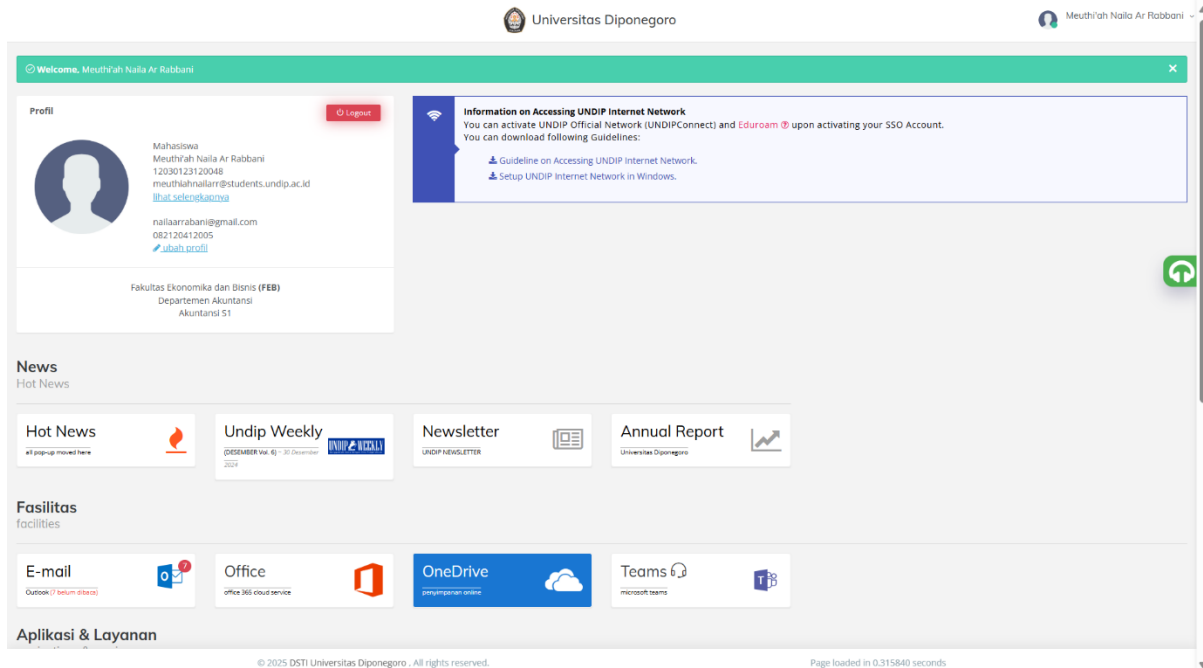 Universitas Diponegoro
Meuthi'ah Naila Ar Rabbani
Welcome, Meuthi'ah Naila Ar Rabbani
×
Profil
Logout
Mahasiswa
Meuthi'ah Naila Ar Rabbani
12030123120048
meuthiahnailarr@students.undip.ac.id
lihat selengkapnya
nailaarrabani@gmail.com
082120412005
ubah profil
Fakultas Ekonomika dan Bisnis (FEB)
Departemen Akuntansi
Akuntansi S1
Information on Accessing UNDIP Internet Network
You can activate UNDIP Official Network (UNDIPConnect) and Eduroam ? upon activating your SSO Account.
You can download following Guidelines:
Guideline on Accessing UNDIP Internet Network.
Setup UNDIP Internet Network in Windows.
News
Hot News
Hot News
all pop-up moved here
Undip Weekly
(DESEMBER Vol. 6) - 30 Desember
2024
UNDIP WEEKLY
Newsletter
UNDIP NEWSLETTER
Annual Report
Universitas Diponegoro
Fasilitas
facilities
E-mail
Outlook (7 belum dibaca)
7
Office
office 365 cloud service
OneDrive
penyimpanan online
Teams
microsoft teams
Aplikasi & Layanan
© 2025 DSTI Universitas Diponegoro . All rights reserved.
Page loaded in 0.315840 seconds